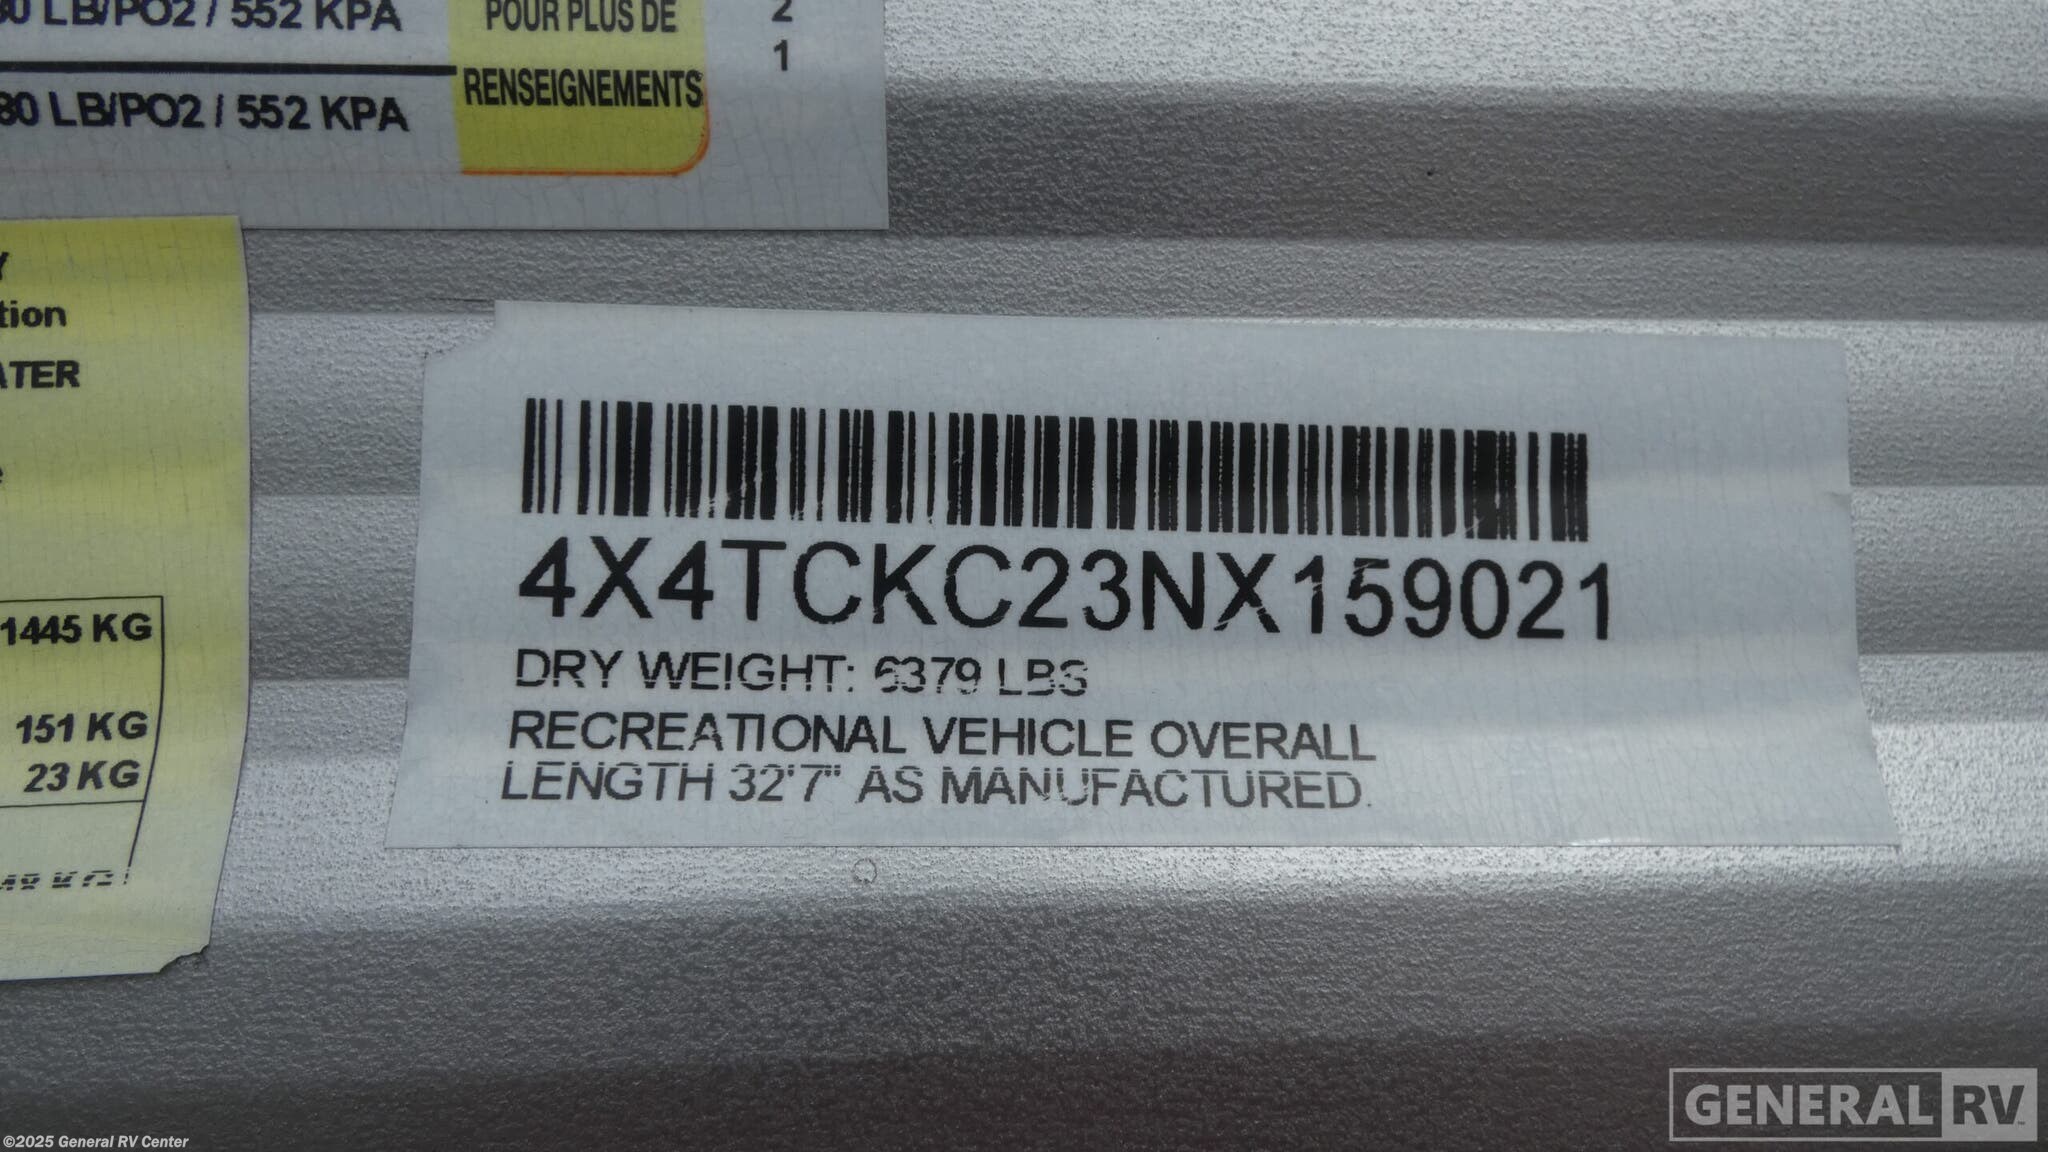 80 LB/PO2 / 552 KPA
POUR PLUS DE
2
1
RENSEIGNEMENTS
80 LB/PO2 / 552 KPA
tion
ATER
1445 KG
151 KG
23 KG
4X4TCKC23NX159021
DRY WEIGHT: 6379 LBS
RECREATIONAL VEHICLE OVERALL
LENGTH 32'7" AS MANUFACTURED.
GENERAL RV
©2025 General RV Center